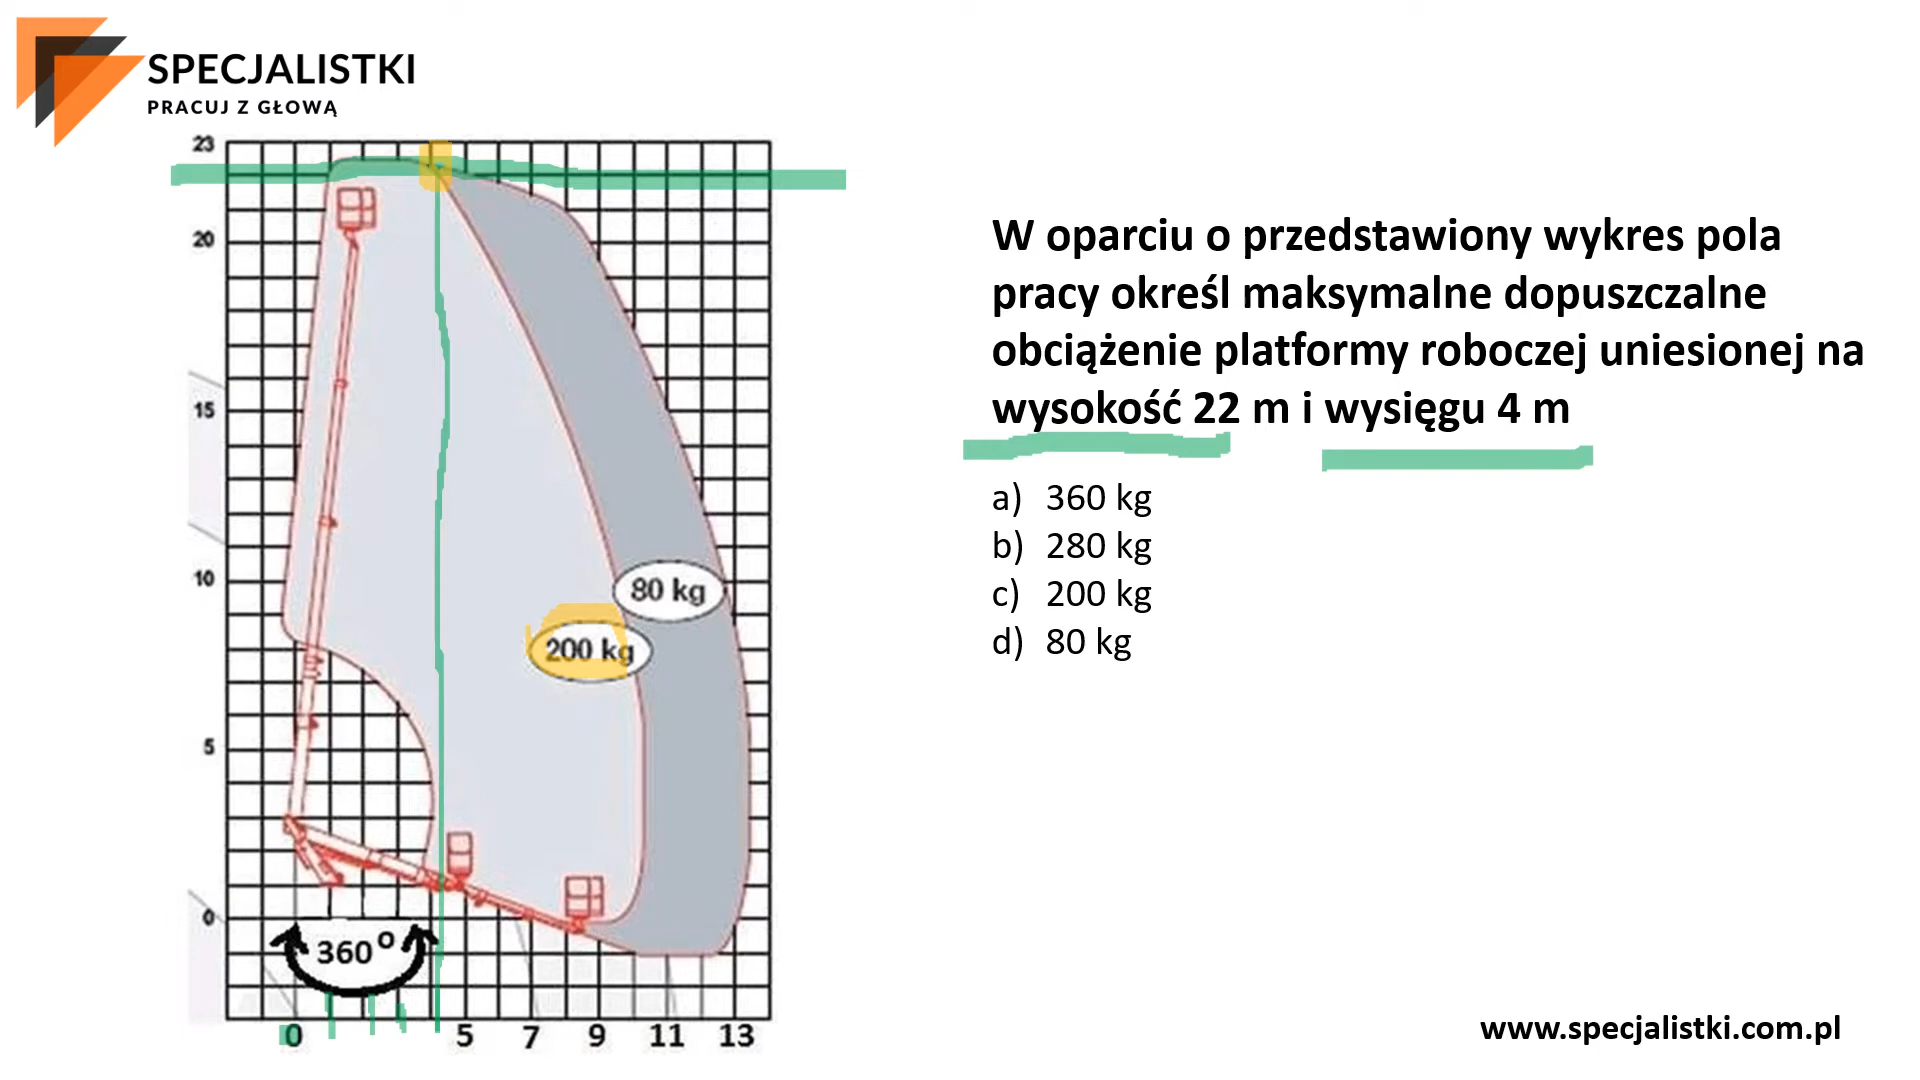 SPECJALISTKI
PRACUJ Z GŁOWĄ
23
20
15
10
5
0
80 kg
200 kg
360°
0 5 7 9 11 13
W oparciu o przedstawiony wykres pola
pracy określ maksymalne dopuszczalne
obciążenie platformy roboczej uniesionej na
wysokość 22 m i wysięgu 4 m
a) 360 kg
b) 280 kg
c) 200 kg
d) 80 kg
www.specjalistki.com.pl